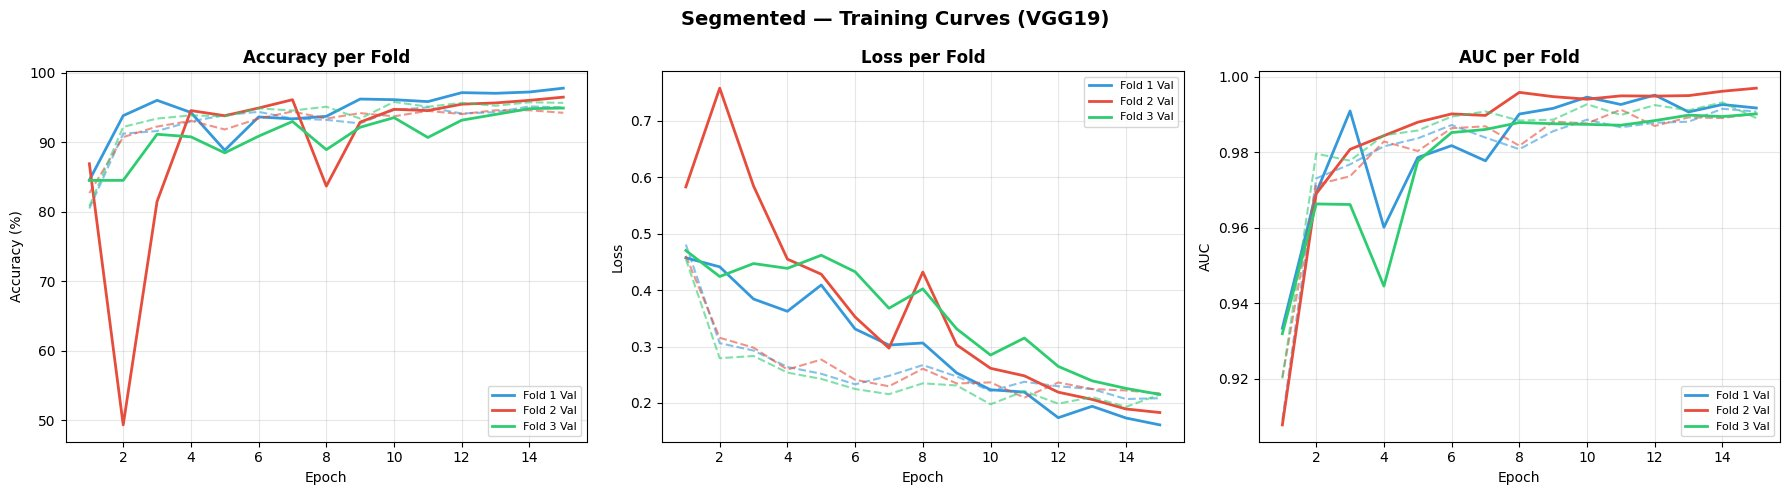 Segmented — Training Curves (VGG19)
Accuracy per Fold
Accuracy (%)
100
90
80
70
60
50
2 4 6 8 10 12 14
Epoch
Fold 1 Val
Fold 2 Val
Fold 3 Val
Loss per Fold
Loss
0.7
0.6
0.5
0.4
0.3
0.2
2 4 6 8 10 12 14
Epoch
Fold 1 Val
Fold 2 Val
Fold 3 Val
AUC per Fold
AUC
1.00
0.98
0.96
0.94
0.92
2 4 6 8 10 12 14
Epoch
Fold 1 Val
Fold 2 Val
Fold 3 Val